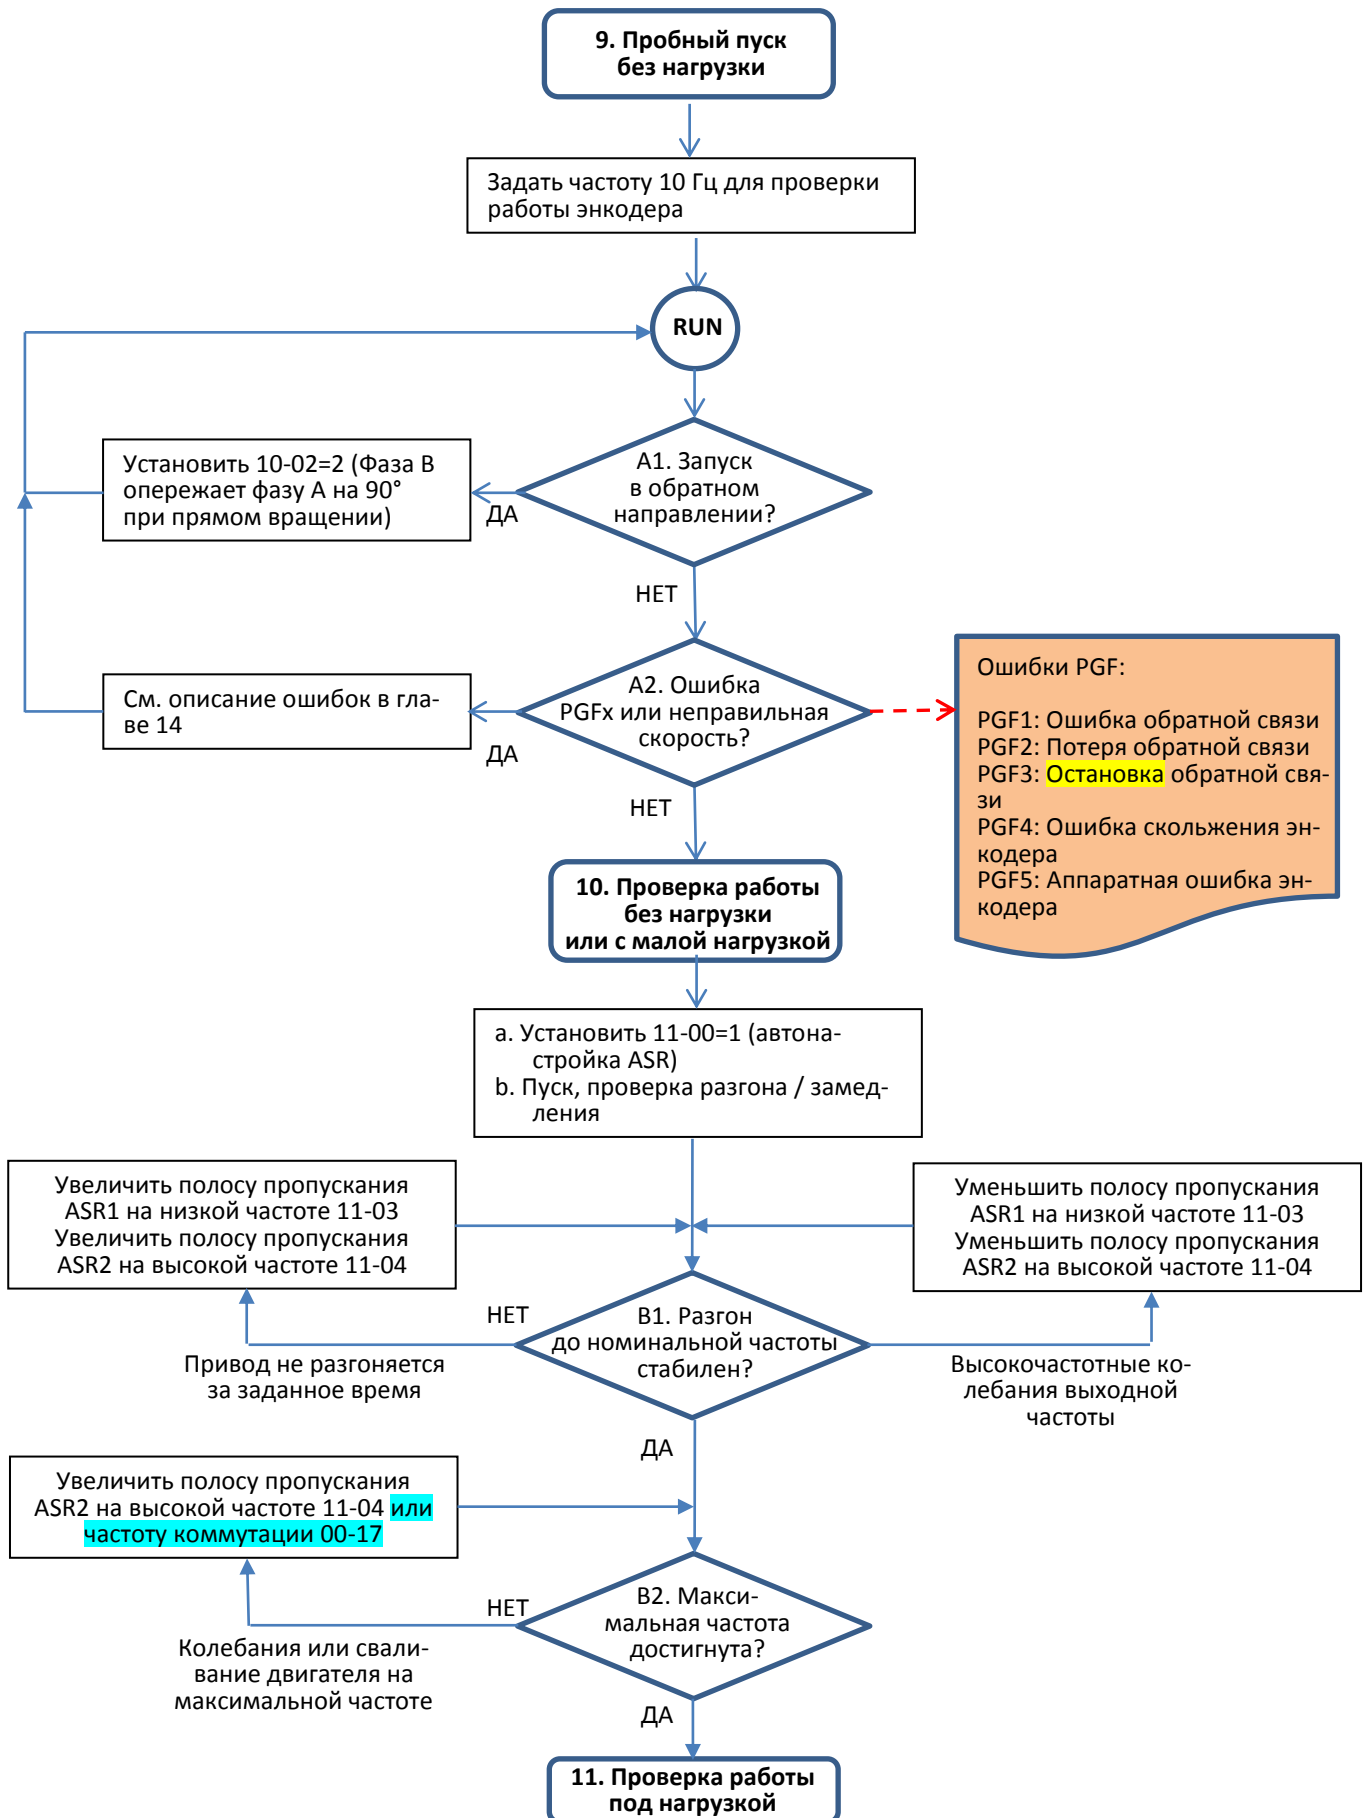 9. Пробный пуск
без нагрузки
Задать частоту 10 Гц для проверки
работы энкодера
RUN
A1. Запуск
в обратном
направлении?
ДА
Установить 10-02=2 (Фаза B
опережает фазу A на 90°
при прямом вращении)
НЕТ
A2. Ошибка
PGFx или неправильная
скорость?
ДА
См. описание ошибок в гла-
ве 14
Ошибки PGF:
PGF1: Ошибка обратной связи
PGF2: Потеря обратной связи
PGF3: Остановка обратной свя-
зи
PGF4: Ошибка скольжения эн-
кодера
PGF5: Аппаратная ошибка эн-
кодера
НЕТ
10. Проверка работы
без нагрузки
или с малой нагрузкой
a. Установить 11-00=1 (автона-
стройка ASR)
b. Пуск, проверка разгона / замед-
ления
Увеличить полосу пропускания
ASR1 на низкой частоте 11-03
Увеличить полосу пропускания
ASR2 на высокой частоте 11-04
Уменьшить полосу пропускания
ASR1 на низкой частоте 11-03
Уменьшить полосу пропускания
ASR2 на высокой частоте 11-04
НЕТ
B1. Разгон
до номинальной частоты
стабилен?
Привод не разгоняется
за заданное время
Высокочастотные ко-
лебания выходной
частоты
ДА
Увеличить полосу пропускания
ASR2 на высокой частоте 11-04 или
частоту коммутации 00-17
НЕТ
B2. Макси-
мальная частота
достигнута?
Колебания или свали-
вание двигателя на
максимальной частоте
ДА
11. Проверка работы
под нагрузкой